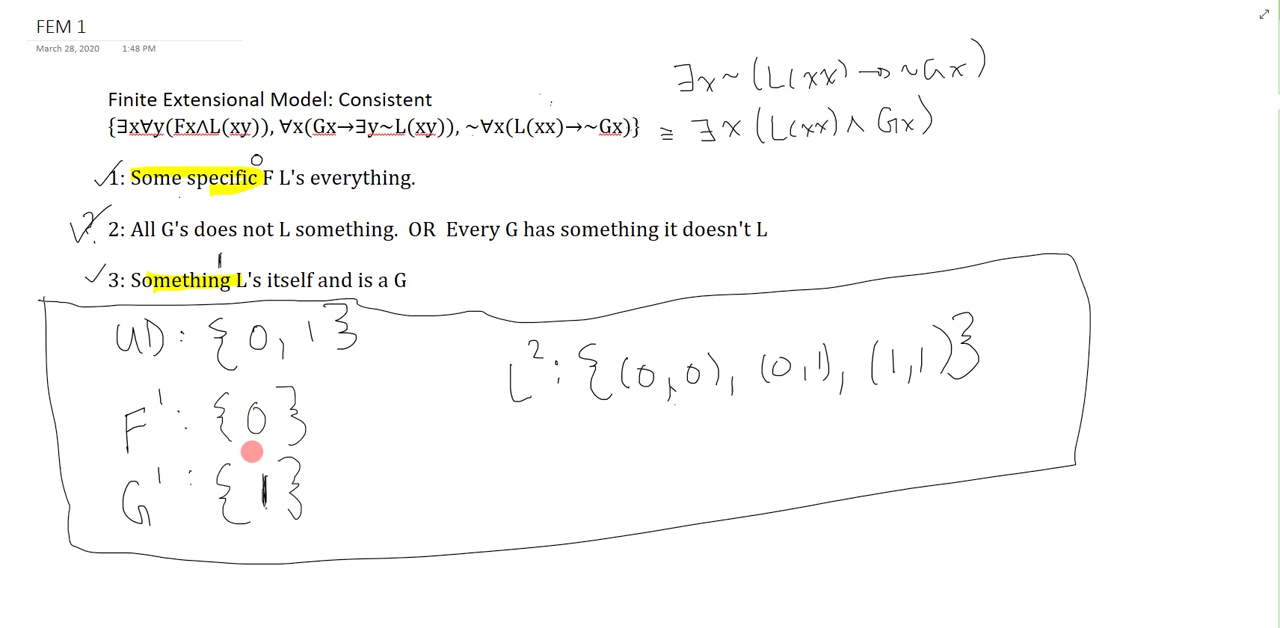 FEM 1
March 28, 2020 1:48 PM
∃x~(L(xx)→~Gx)
Finite Extensional Model: Consistent
{∃x∀y(Fx∧L(xy)), ∀x(Gx→∃y~L(xy)), ~∀x(L(xx)→~Gx)} ≅ ∃x(L(xx)∧Gx)
0
✓1: Some specific F L's everything.
✓? 2: All G's does not L something. OR Every G has something it doesn't L
1
✓3: Something L's itself and is a G
UD: {0, 1}
L²: {(0,0), (0,1), (1,1)}
F¹: {0}
G¹: {1}